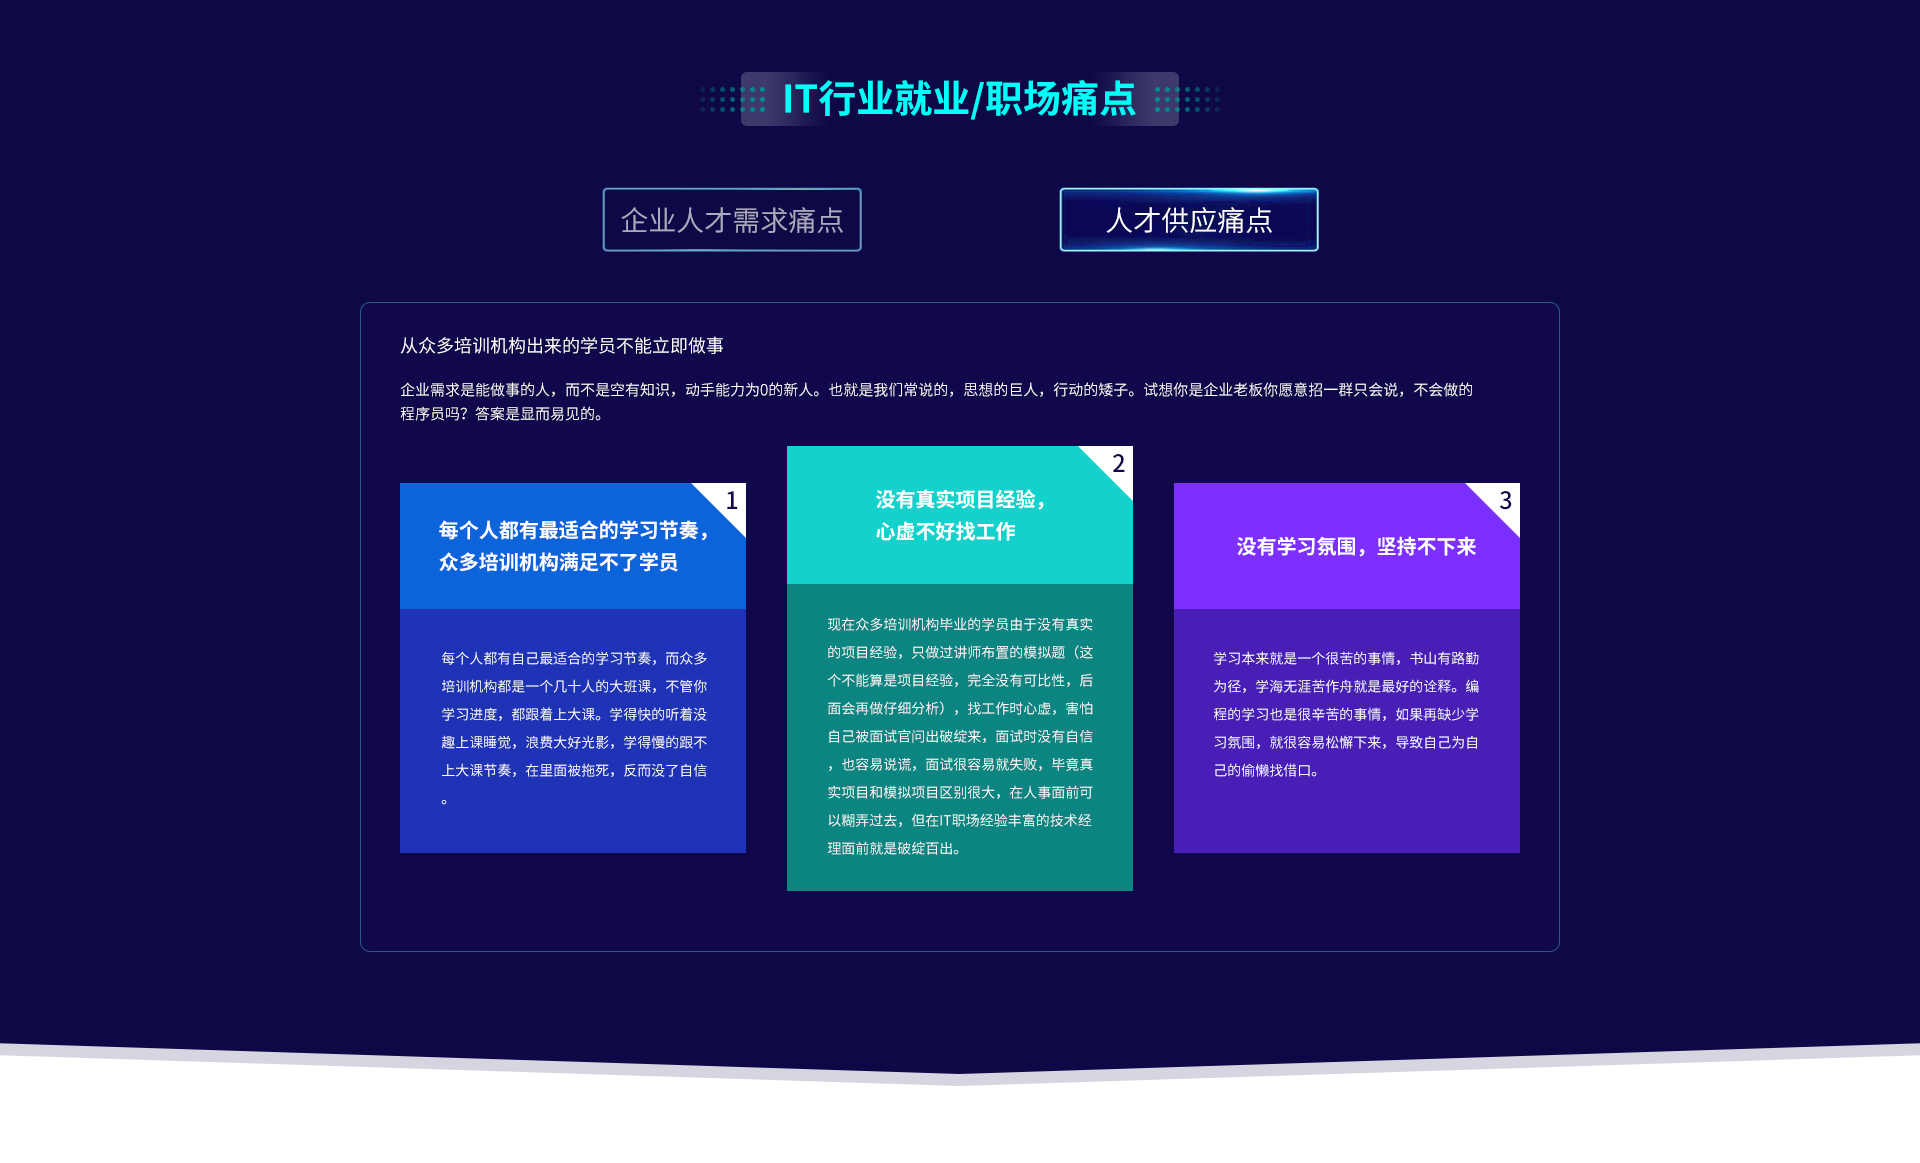 IT行业就业/职场痛点
企业人才需求痛点
人才供应痛点
从众多培训机构出来的学员不能立即做事
企业需求是能做事的人，而不是空有知识，动手能力为0的新人。也就是我们常说的，思想的巨人，行动的矮子。试想你是企业老板你愿意招一群只会说，不会做的
程序员吗？答案是显而易见的。
1
每个人都有最适合的学习节奏，
众多培训机构满足不了学员
每个人都有自己最适合的学习节奏，而众多
培训机构都是一个几十人的大班课，不管你
学习进度，都跟着上大课。学得快的听着没
趣上课睡觉，浪费大好光影，学得慢的跟不
上大课节奏，在里面被拖死，反而没了自信
。
2
没有真实项目经验，
心虚不好找工作
现在众多培训机构毕业的学员由于没有真实
的项目经验，只做过讲师布置的模拟题（这
个不能算是项目经验，完全没有可比性，后
面会再做仔细分析），找工作时心虚，害怕
自己被面试官问出破绽来，面试时没有自信
，也容易说谎，面试很容易就失败，毕竟真
实项目和模拟项目区别很大，在人事面前可
以糊弄过去，但在IT职场经验丰富的技术经
理面前就是破绽百出。
3
没有学习氛围，坚持不下来
学习本来就是一个很苦的事情，书山有路勤
为径，学海无涯苦作舟就是最好的诠释。编
程的学习也是很辛苦的事情，如果再缺少学
习氛围，就很容易松懈下来，导致自己为自
己的偷懒找借口。